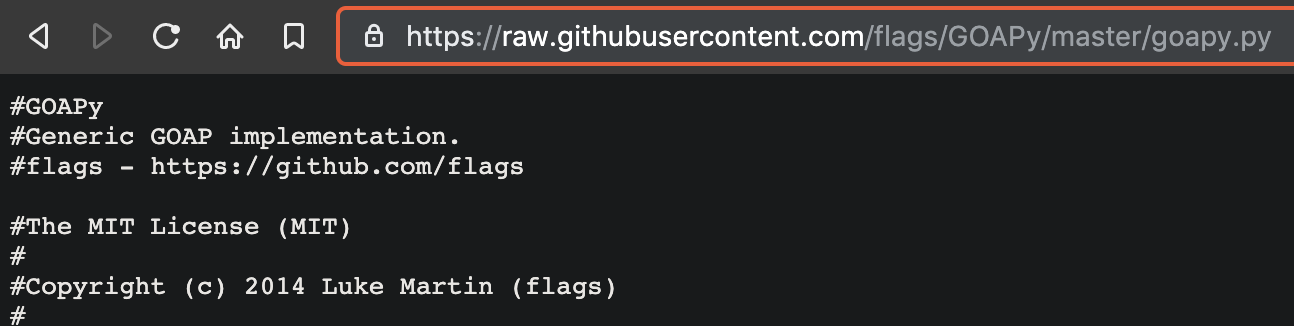 https://raw.githubusercontent.com/flags/GOAPy/master/goapy.py
#GOAPy
#Generic GOAP implementation.
#flags - https://github.com/flags
#The MIT License (MIT)
#
#Copyright (c) 2014 Luke Martin (flags)
#